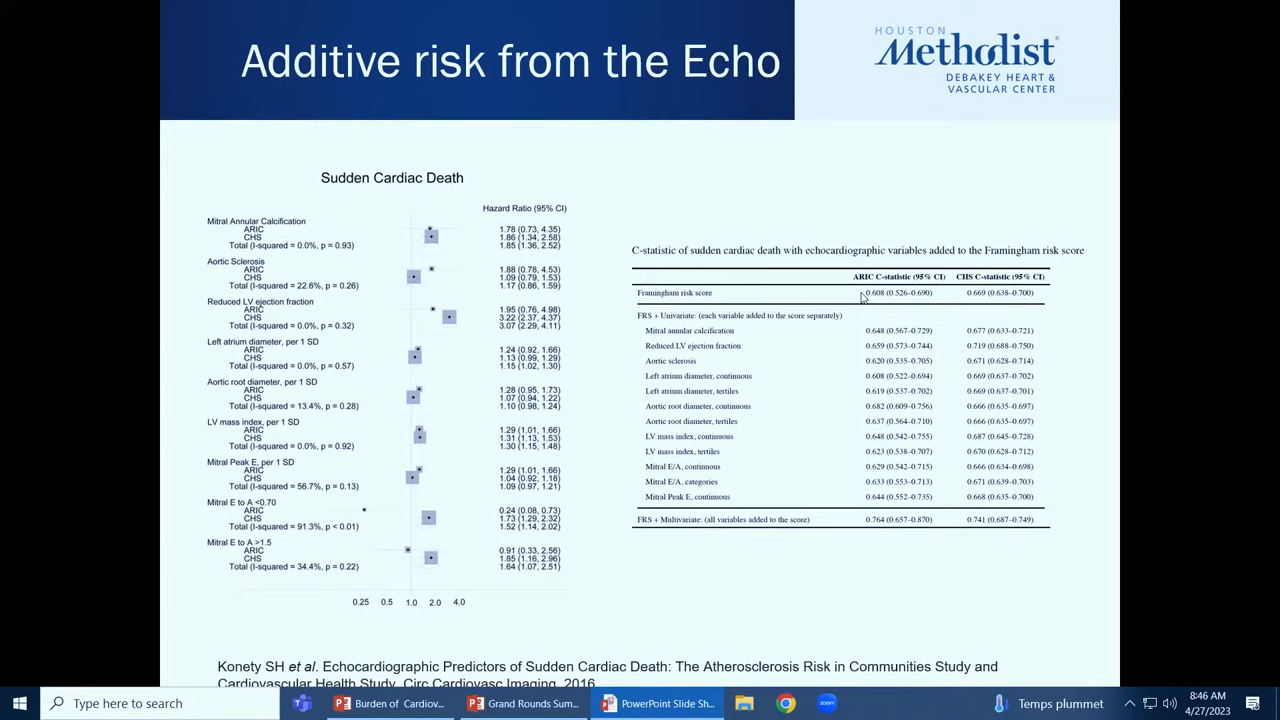 Additive risk from the Echo
HOUSTON
Methodist®
DEBAKEY HEART &
VASCULAR CENTER
Sudden Cardiac Death
Hazard Ratio (95% CI)
Mitral Annular Calcification
ARIC 1.78 (0.73, 4.35)
CHS 1.86 (1.34, 2.58)
Total (I-squared = 0.0%, p = 0.93) 1.85 (1.36, 2.52)
Aortic Sclerosis
ARIC 1.88 (0.78, 4.53)
CHS 1.09 (0.79, 1.53)
Total (I-squared = 22.6%, p = 0.26) 1.17 (0.86, 1.59)
Reduced LV ejection fraction
ARIC 1.95 (0.76, 4.98)
CHS 3.22 (2.37, 4.37)
Total (I-squared = 0.0%, p = 0.32) 3.07 (2.29, 4.11)
Left atrium diameter, per 1 SD
ARIC 1.24 (0.92, 1.66)
CHS 1.13 (0.99, 1.29)
Total (I-squared = 0.0%, p = 0.57) 1.15 (1.02, 1.30)
Aortic root diameter, per 1 SD
ARIC 1.28 (0.95, 1.73)
CHS 1.07 (0.94, 1.22)
Total (I-squared = 13.4%, p = 0.28) 1.10 (0.98, 1.24)
LV mass index, per 1 SD
ARIC 1.29 (1.01, 1.66)
CHS 1.31 (1.13, 1.53)
Total (I-squared = 0.0%, p = 0.92) 1.30 (1.15, 1.48)
Mitral Peak E, per 1 SD
ARIC 1.29 (1.01, 1.66)
CHS 1.04 (0.92, 1.18)
Total (I-squared = 56.7%, p = 0.13) 1.09 (0.97, 1.21)
Mitral E to A <0.70
ARIC 0.24 (0.08, 0.73)
CHS 1.73 (1.29, 2.32)
Total (I-squared = 91.3%, p < 0.01) 1.52 (1.14, 2.02)
Mitral E to A >1.5
ARIC 0.91 (0.33, 2.56)
CHS 1.85 (1.16, 2.96)
Total (I-squared = 34.4%, p = 0.22) 1.64 (1.07, 2.51)
0.25 0.5 1.0 2.0 4.0
C-statistic of sudden cardiac death with echocardiographic variables added to the Framingham risk score
ARIC C-statistic (95% CI) CHS C-statistic (95% CI)
Framingham risk score 0.608 (0.526–0.690) 0.669 (0.638–0.700)
FRS + Univariate: (each variable added to the score separately)
Mitral annular calcification 0.648 (0.567–0.729) 0.677 (0.633–0.721)
Reduced LV ejection fraction 0.659 (0.573–0.744) 0.719 (0.688–0.750)
Aortic sclerosis 0.620 (0.535–0.705) 0.671 (0.628–0.714)
Left atrium diameter, continuous 0.608 (0.522–0.694) 0.669 (0.637–0.702)
Left atrium diameter, tertiles 0.619 (0.537–0.702) 0.669 (0.637–0.701)
Aortic root diameter, continuous 0.682 (0.609–0.756) 0.666 (0.635–0.697)
Aortic root diameter, tertiles 0.637 (0.564–0.710) 0.666 (0.635–0.697)
LV mass index, continuous 0.648 (0.542–0.755) 0.687 (0.645–0.728)
LV mass index, tertiles 0.623 (0.538–0.707) 0.670 (0.628–0.712)
Mitral E/A, continuous 0.629 (0.542–0.715) 0.666 (0.634–0.698)
Mitral E/A, categories 0.633 (0.553–0.713) 0.671 (0.639–0.703)
Mitral Peak E, continuous 0.644 (0.552–0.735) 0.668 (0.635–0.700)
FRS + Multivariate: (all variables added to the score) 0.764 (0.657–0.870) 0.741 (0.687–0.749)
Konety SH et al. Echocardiographic Predictors of Sudden Cardiac Death: The Atherosclerosis Risk in Communities Study and
Cardiovascular Health Study. Circ Cardiovasc Imaging. 2016
Type here to search
Burden of Cardiov...
Grand Rounds Sum...
PowerPoint Slide Sh...
zoom
Temps plummet
8:46 AM
4/27/2023